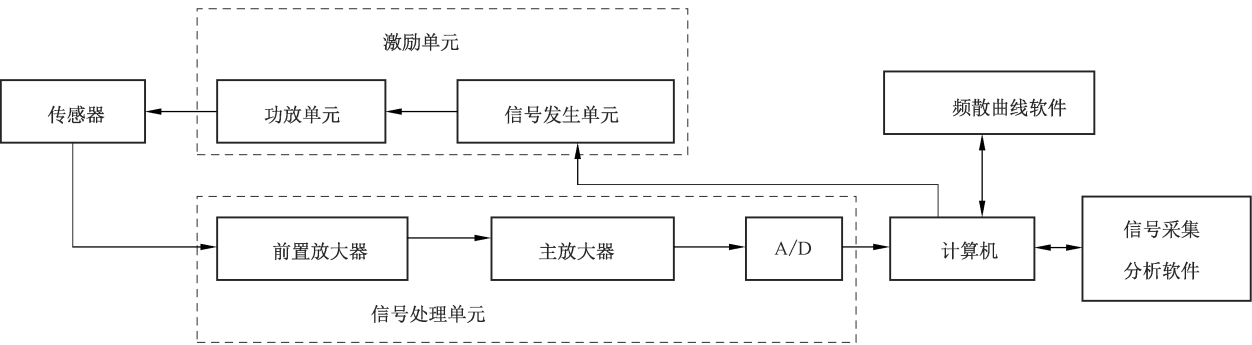 激励单元
传感器
功放单元
信号发生单元
频散曲线软件
前置放大器
主放大器
A/D
计算机
信号采集
分析软件
信号处理单元